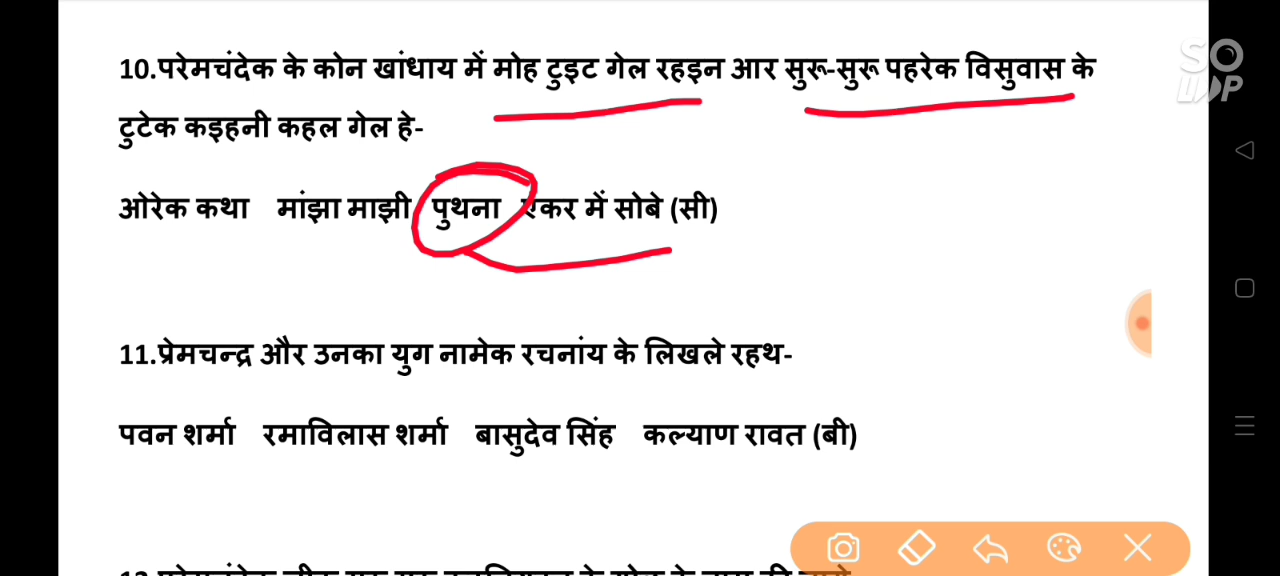 10.परेमचंदेक के कोन खांधाय में मोह टुइट गेल रहइन आर सुरू-सुरू पहरेक विसुवास के
टुटेक कइहनी कहल गेल हे-
ओरेक कथा मांझा माझी पुथना एकर में सोबे (सी)
11.प्रेमचन्द्र और उनका युग नामेक रचनांय के लिखले रहथ-
पवन शर्मा रमाविलास शर्मा बासुदेव सिंह कल्याण रावत (बी)